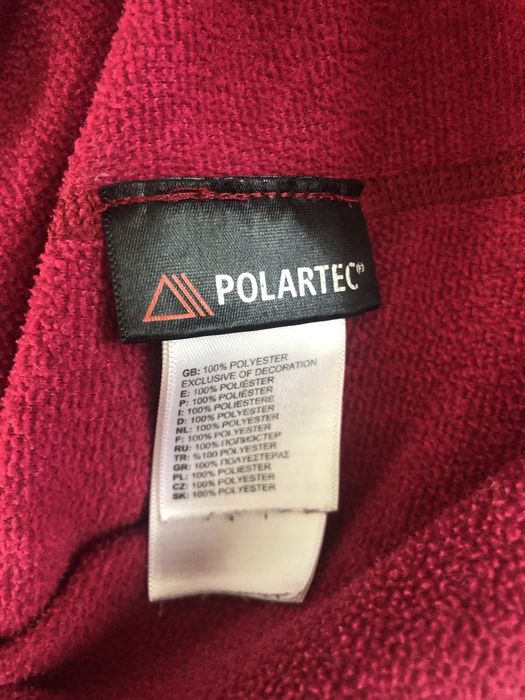 POLARTEC®
GB: 100% POLYESTER
EXCLUSIVE OF DECORATION
E: 100% POLIÉSTER
P: 100% POLIÉSTER
I: 100% POLIESTERE
D: 100% POLYESTER
NL: 100% POLYESTER
F: 100% POLYESTER
RU: 100% ПОЛИЭСТЕР
TR: %100 POLYESTER
GR: 100% ΠΟΛΥΕΣΤΕΡΑΣ
PL: 100% POLIESTER
CZ: 100% POLYESTER
SK: 100% POLYESTER